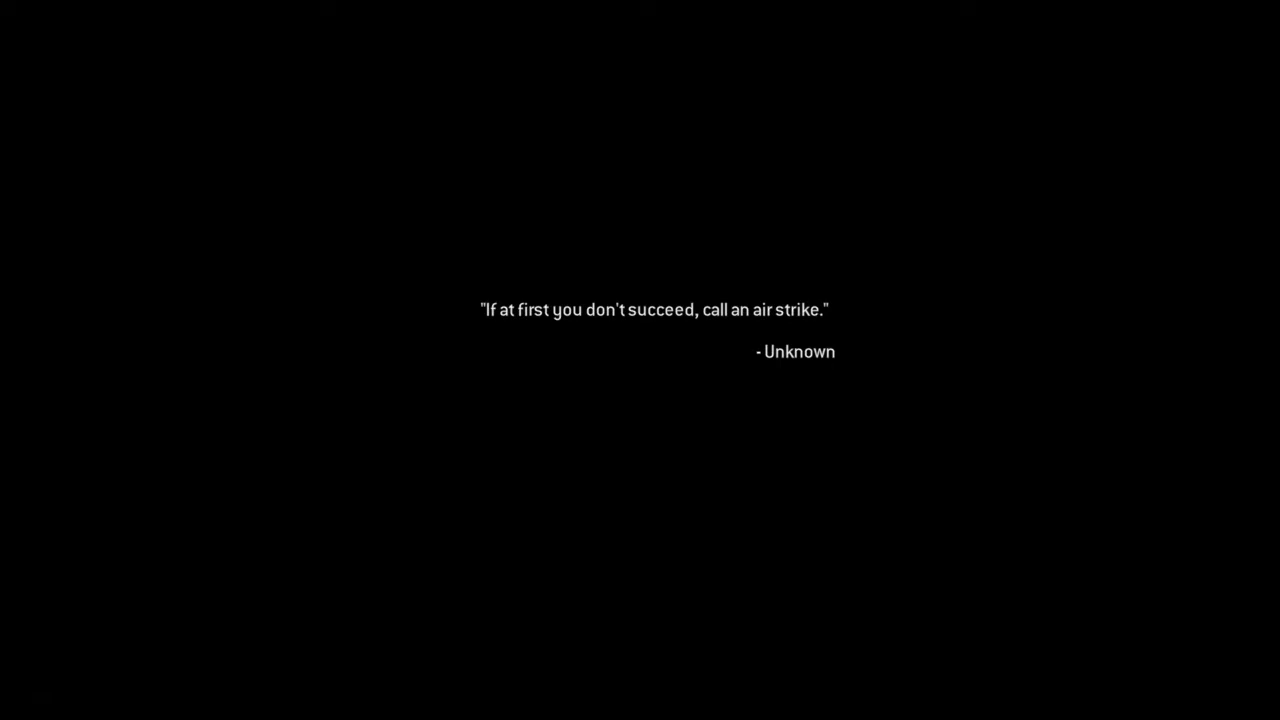 "If at first you don't succeed, call an air strike."
- Unknown